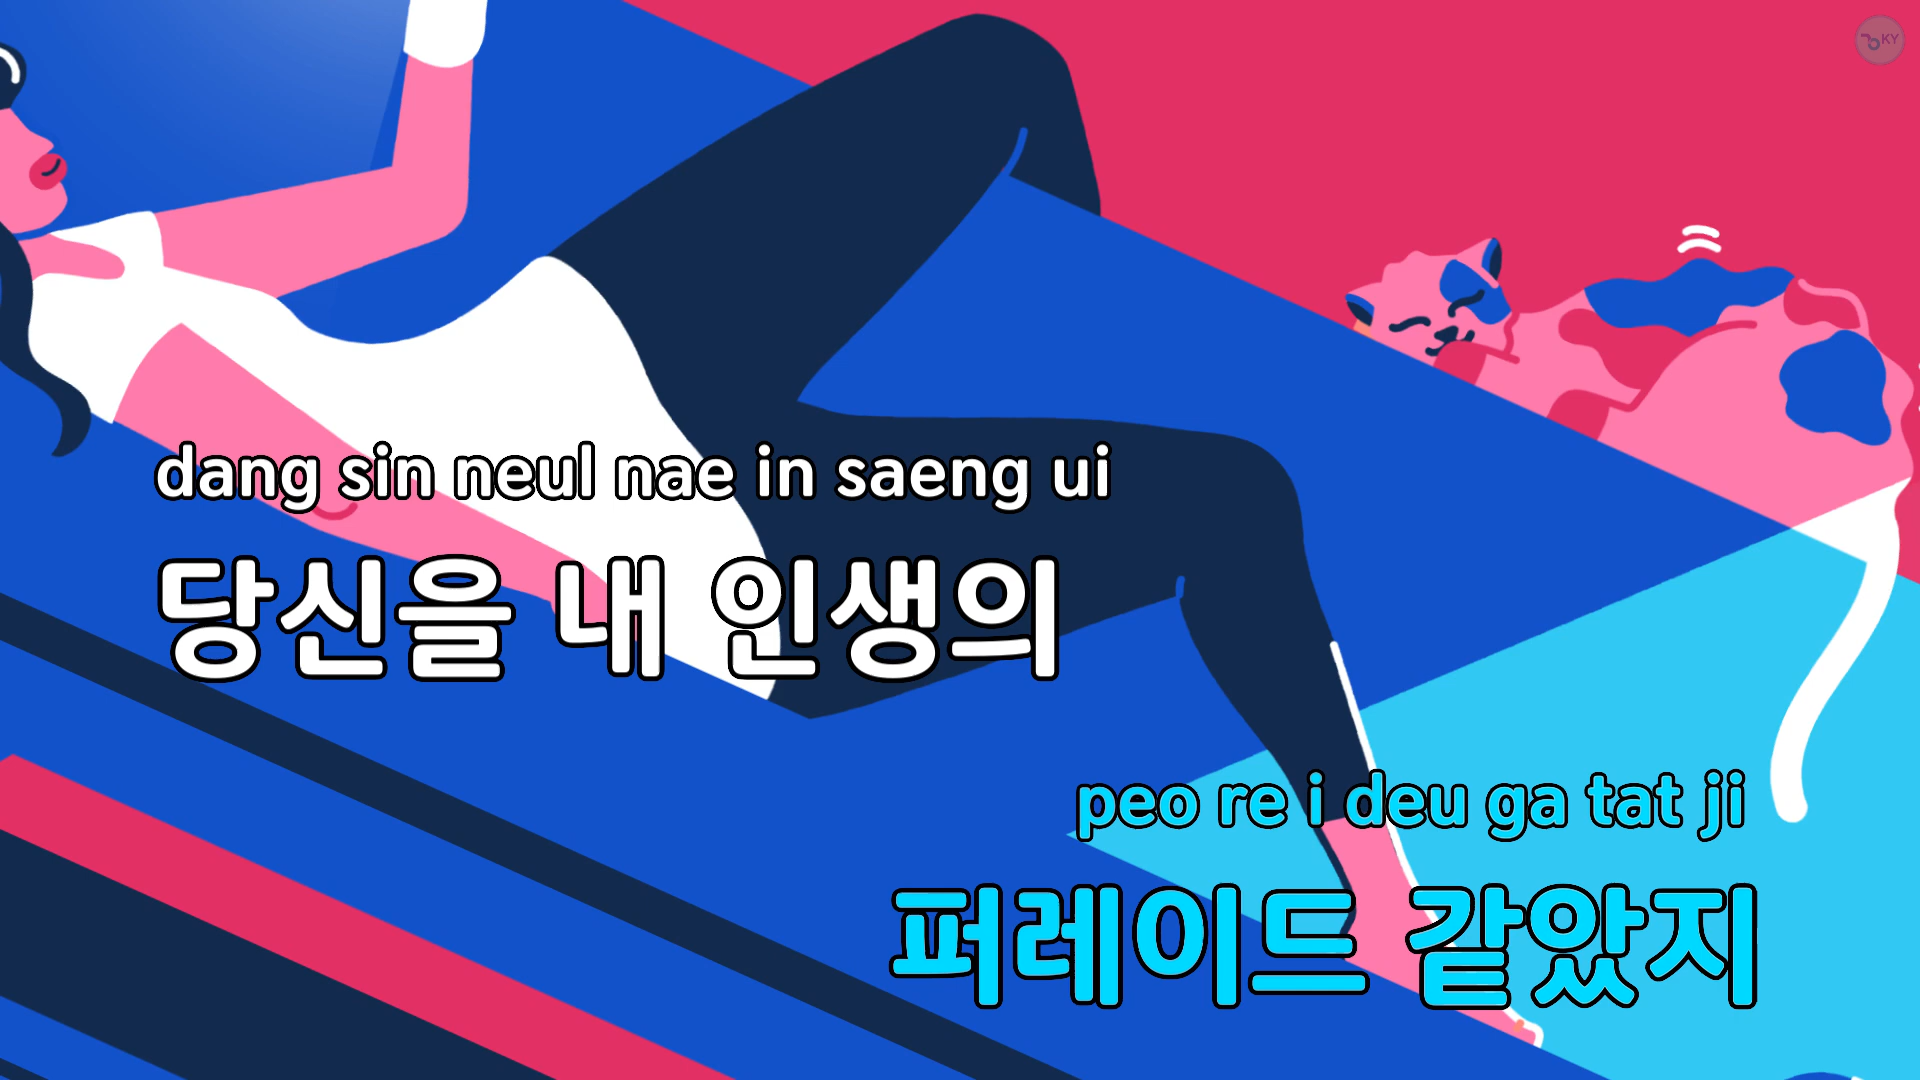 KY
dang sin neul nae in saeng ui
당신을 내 인생의
peo re i deu ga tat ji
퍼레이드 같았지